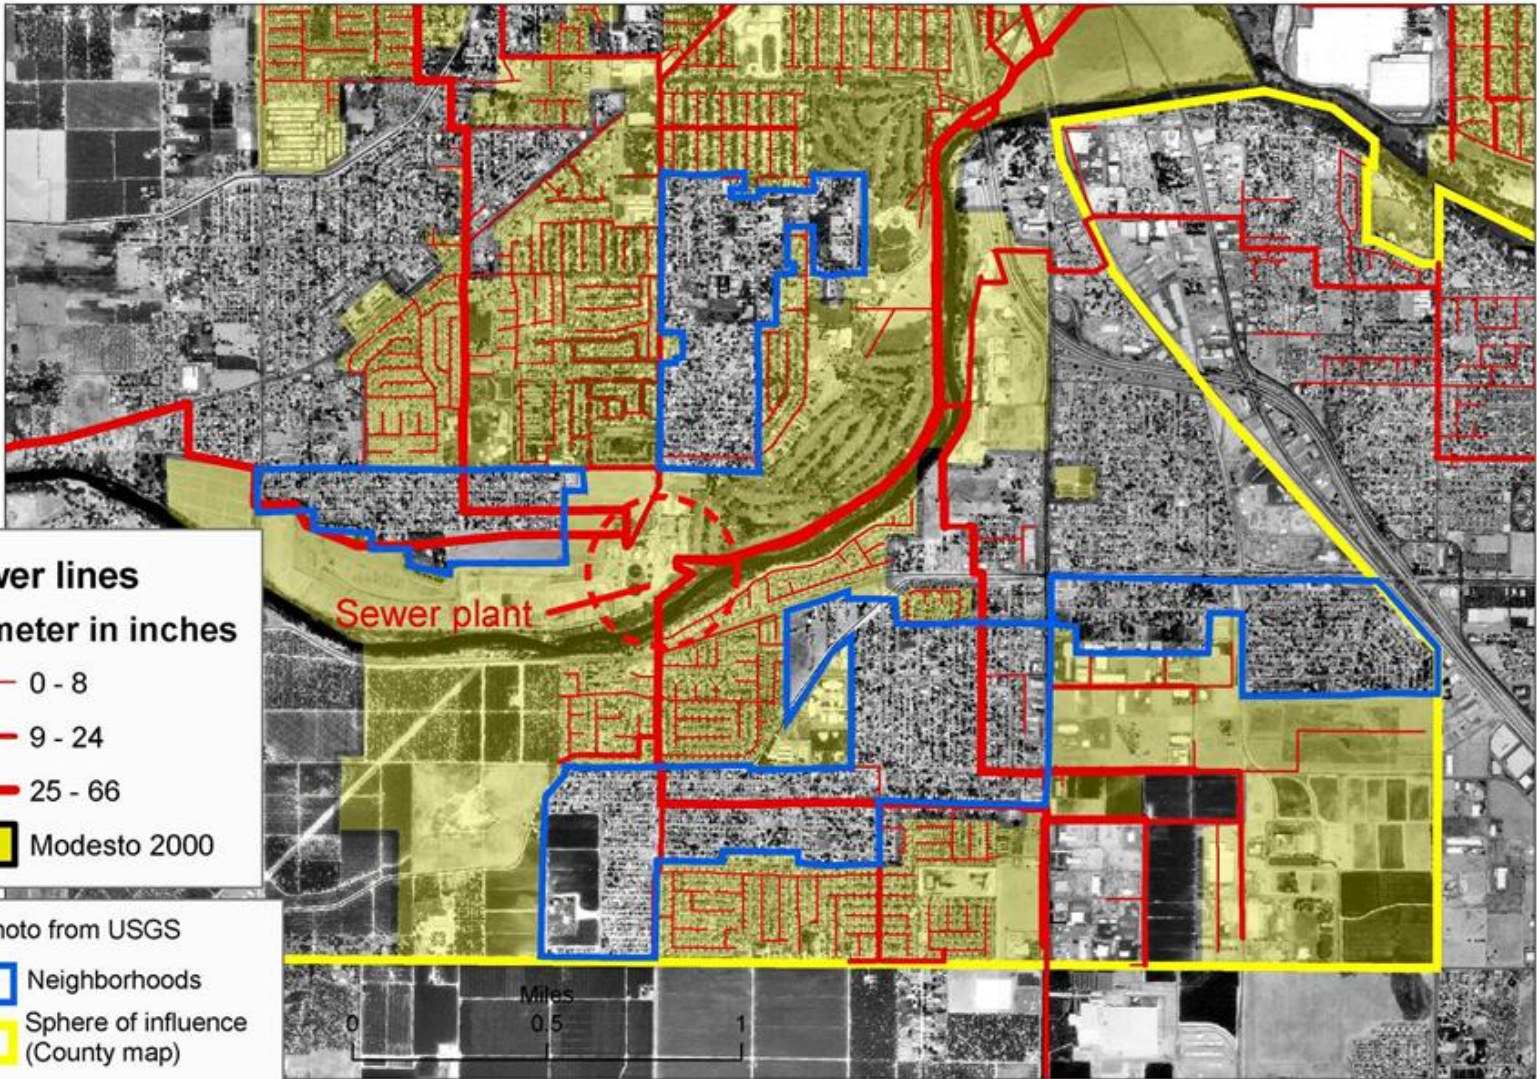 Sewer plant
wer lines
meter in inches
0 - 8
9 - 24
25 - 66
Modesto 2000
hoto from USGS
Neighborhoods
Sphere of influence
(County map)
Miles
0 0.5 1